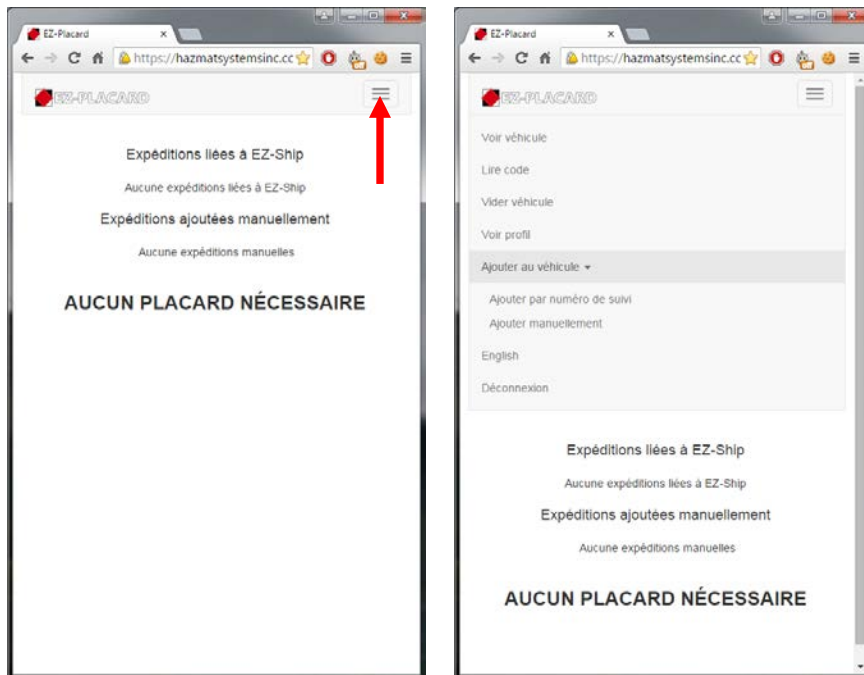 EZ-Placard
https://hazmatsystemsinc.cc
EZ-PLACARD
Expéditions liées à EZ-Ship
Aucune expéditions liées à EZ-Ship
Expéditions ajoutées manuellement
Aucune expéditions manuelles
AUCUN PLACARD NÉCESSAIRE
EZ-Placard
https://hazmatsystemsinc.cc
EZ-PLACARD
Voir véhicule
Lire code
Vider véhicule
Voir profil
Ajouter au véhicule
Ajouter par numéro de suivi
Ajouter manuellement
English
Déconnexion
Expéditions liées à EZ-Ship
Aucune expéditions liées à EZ-Ship
Expéditions ajoutées manuellement
Aucune expéditions manuelles
AUCUN PLACARD NÉCESSAIRE